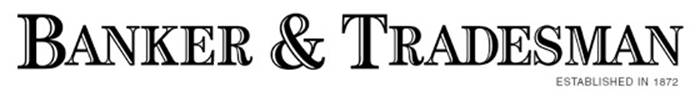 BANKER & TRADESMAN
ESTABLISHED IN 1872